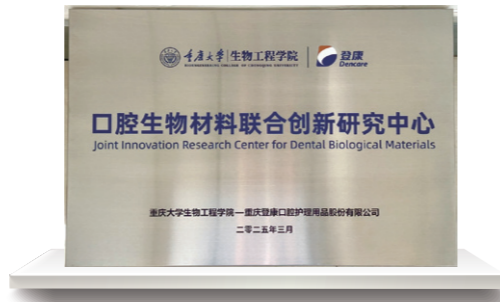 重庆大学 生物工程学院 登康
Dencare
口腔生物材料联合创新研究中心
Joint Innovation Research Center for Dental Biological Materials
重庆大学生物工程学院—重庆登康口腔护理用品股份有限公司
二零二五年三月